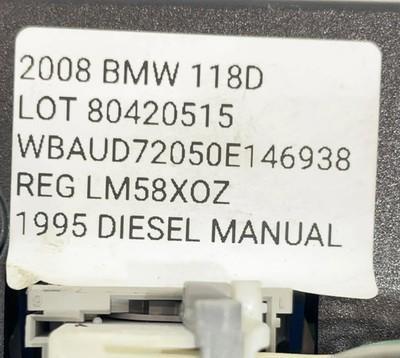 2008 BMW 118D
LOT 80420515
WBAUD72050E146938
REG LM58XOZ
1995 DIESEL MANUAL